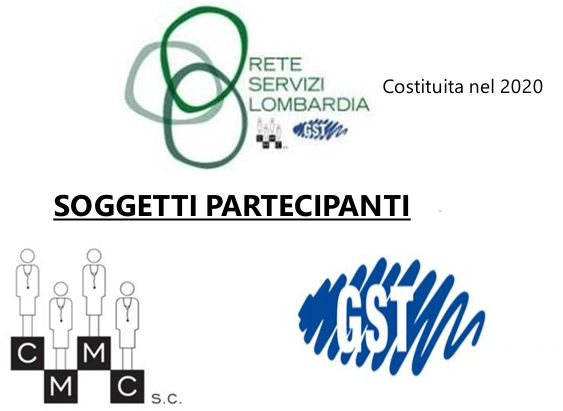 RETE
SERVIZI
LOMBARDIA
Costituita nel 2020
GST
SOGGETTI PARTECIPANTI
GST
C M
M C s.c.